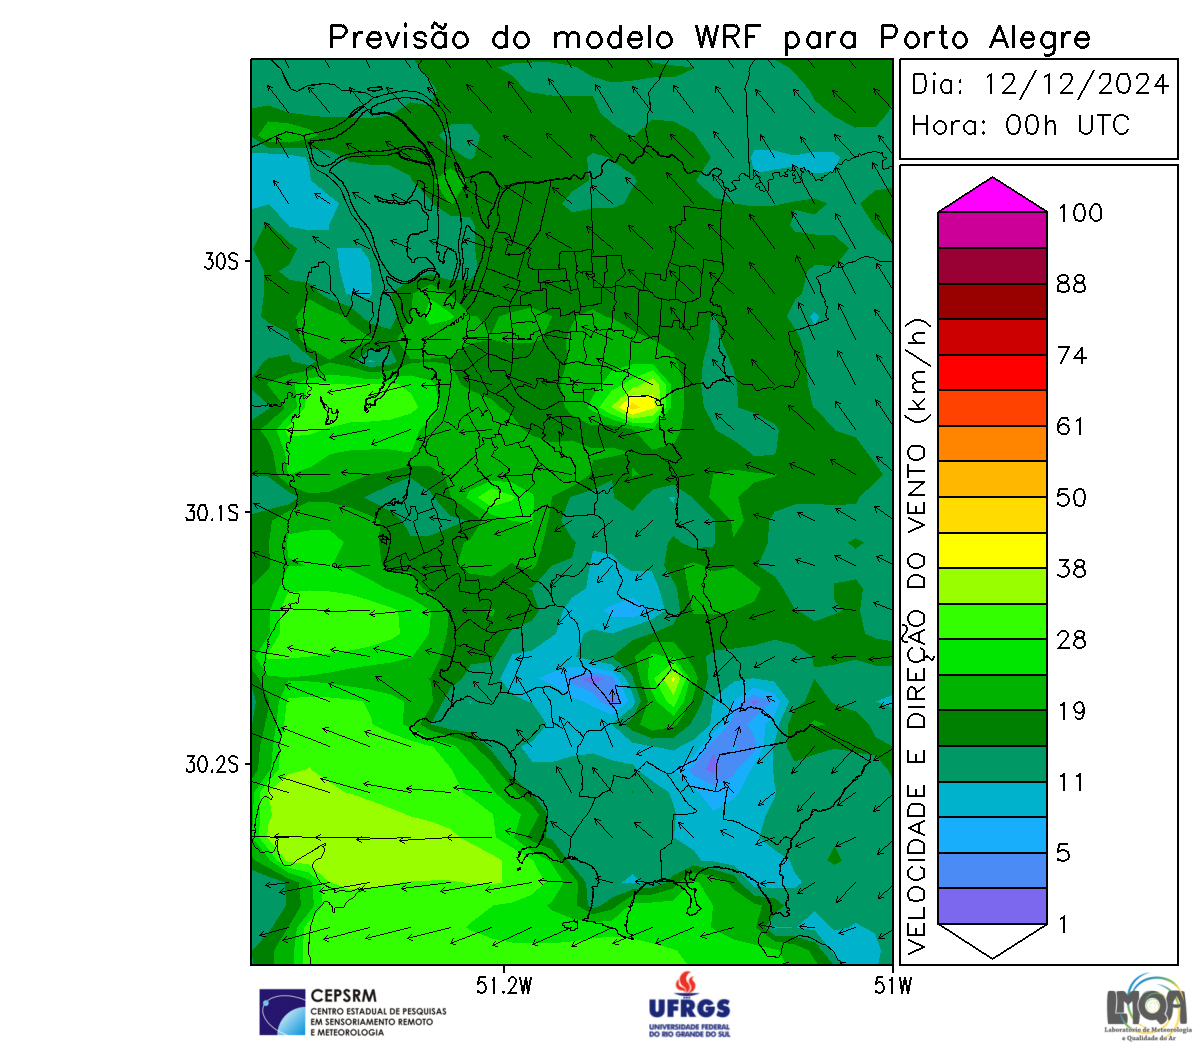 Previsão do modelo WRF para Porto Alegre
Dia: 12/12/2024
Hora: 00h UTC
30S
30.1S
30.2S
51.2W
51W
VELOCIDADE E DIREÇÃO DO VENTO (km/h)
100
88
74
61
50
38
28
19
11
5
1
CEPSRM
CENTRO ESTADUAL DE PESQUISAS
EM SENSORIAMENTO REMOTO
E METEOROLOGIA
UFRGS
UNIVERSIDADE FEDERAL
DO RIO GRANDE DO SUL
LMQA
Laboratório de Meteorologia
e Qualidade do Ar